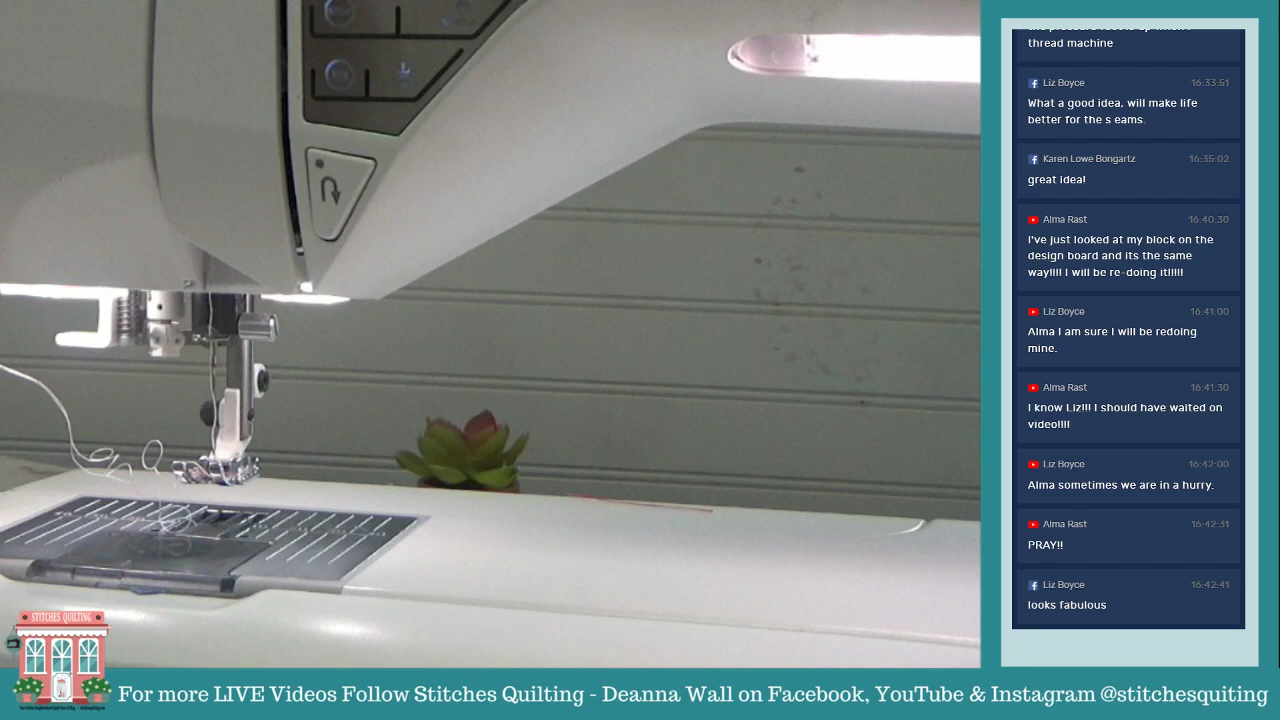 thread machine
Liz Boyce 16:33:51
What a good idea, will make life
better for the s eams.
Karen Lowe Bongartz 16:35:02
great idea!
Alma Rast 16:40:30
I've just looked at my block on the
design board and its the same
way!!!! I will be re-doing it!!!!!
Liz Boyce 16:41:00
Alma I am sure I will be redoing
mine.
Alma Rast 16:41:30
I know Liz!!! I should have waited on
video!!!!
Liz Boyce 16:42:00
Alma sometimes we are in a hurry.
Alma Rast 16:42:31
PRAY!!
Liz Boyce 16:42:41
looks fabulous
STITCHES QUILTING
For more LIVE Videos Follow Stitches Quilting - Deanna Wall on Facebook, YouTube & Instagram @stitchesquiting